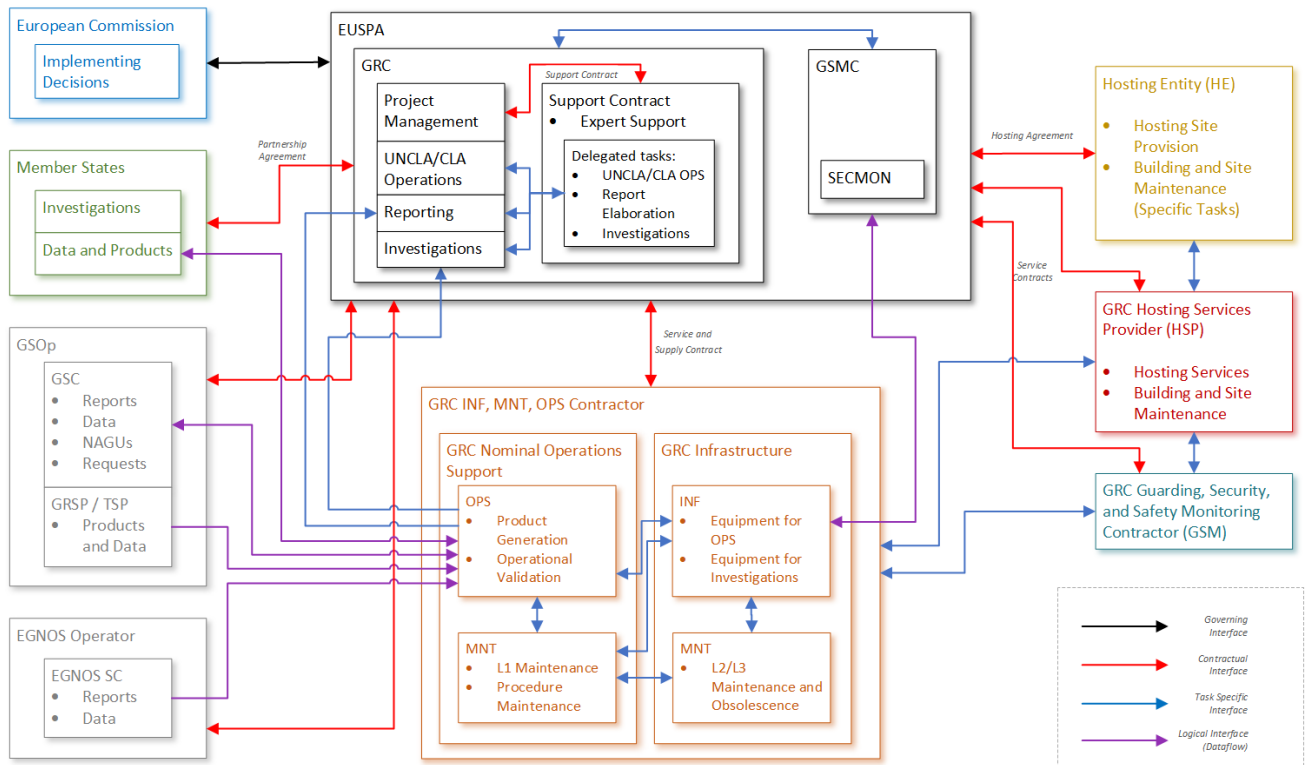 European Commission
Implementing
Decisions
Member States
Investigations
Data and Products
GSOp
GSC
• Reports
• Data
• NAGUs
• Requests
GRSP / TSP
• Products
and Data
EGNOS Operator
EGNOS SC
• Reports
• Data
Partnership
Agreement
EUSPA
GRC
Project
Management
UNCLA/CLA
Operations
Reporting
Investigations
Support Contract
Support Contract
• Expert Support
Delegated tasks:
• UNCLA/CLA OPS
• Report
Elaboration
• Investigations
GSMC
SECMON
Service and
Supply Contract
GRC INF, MNT, OPS Contractor
GRC Nominal Operations
Support
OPS
• Product
Generation
• Operational
Validation
MNT
• L1 Maintenance
• Procedure
Maintenance
GRC Infrastructure
INF
• Equipment for
OPS
• Equipment for
Investigations
MNT
• L2/L3
Maintenance and
Obsolescence
Hosting Agreement
Service
Contracts
Hosting Entity (HE)
• Hosting Site
Provision
• Building and Site
Maintenance
(Specific Tasks)
GRC Hosting Services
Provider (HSP)
• Hosting Services
• Building and Site
Maintenance
GRC Guarding, Security,
and Safety Monitoring
Contractor (GSM)
Governing
Interface
Contractual
Interface
Task Specific
Interface
Logical Interface
(Dataflow)